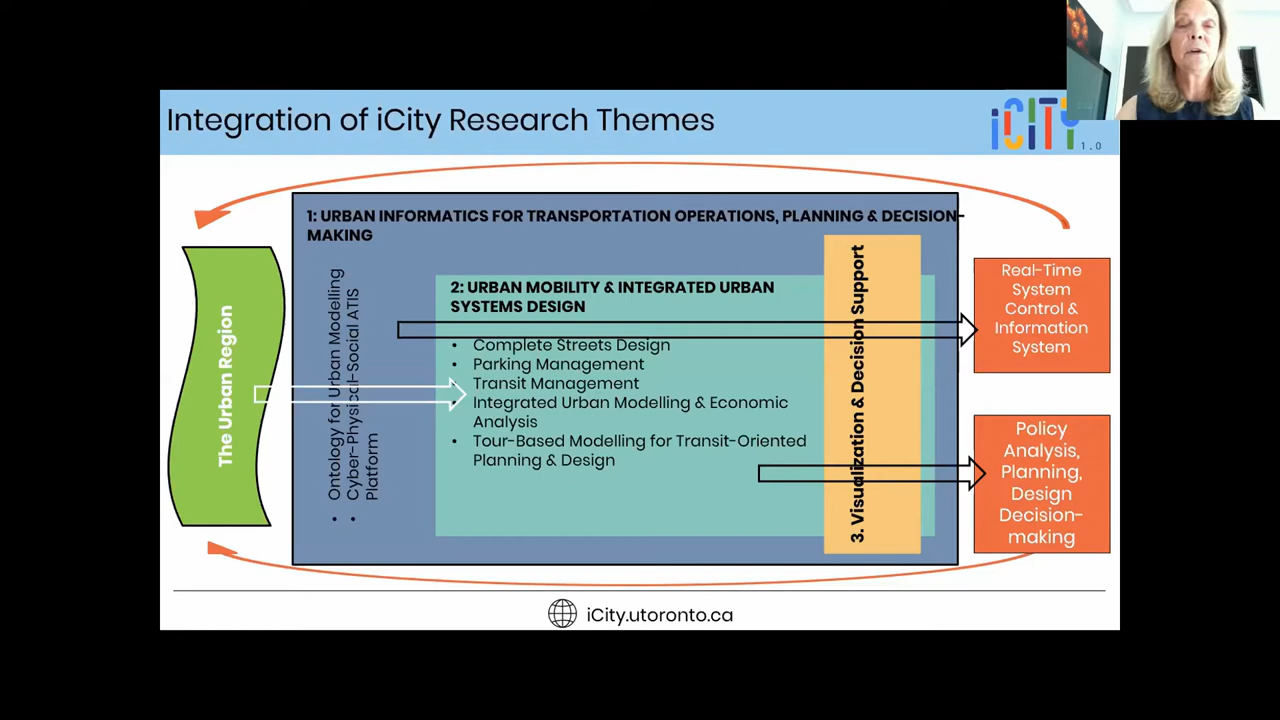 Integration of iCity Research Themes
iCITY
1.0
1: URBAN INFORMATICS FOR TRANSPORTATION OPERATIONS, PLANNING & DECISION-
MAKING
The Urban Region
• Ontology for Urban Modelling
• Cyber-Physical-Social ATIS
Platform
2: URBAN MOBILITY & INTEGRATED URBAN
SYSTEMS DESIGN
• Complete Streets Design
• Parking Management
• Transit Management
• Integrated Urban Modelling & Economic
Analysis
• Tour-Based Modelling for Transit-Oriented
Planning & Design
3. Visualization & Decision Support
Real-Time
System
Control &
Information
System
Policy
Analysis,
Planning,
Design
Decision-
making
iCity.utoronto.ca